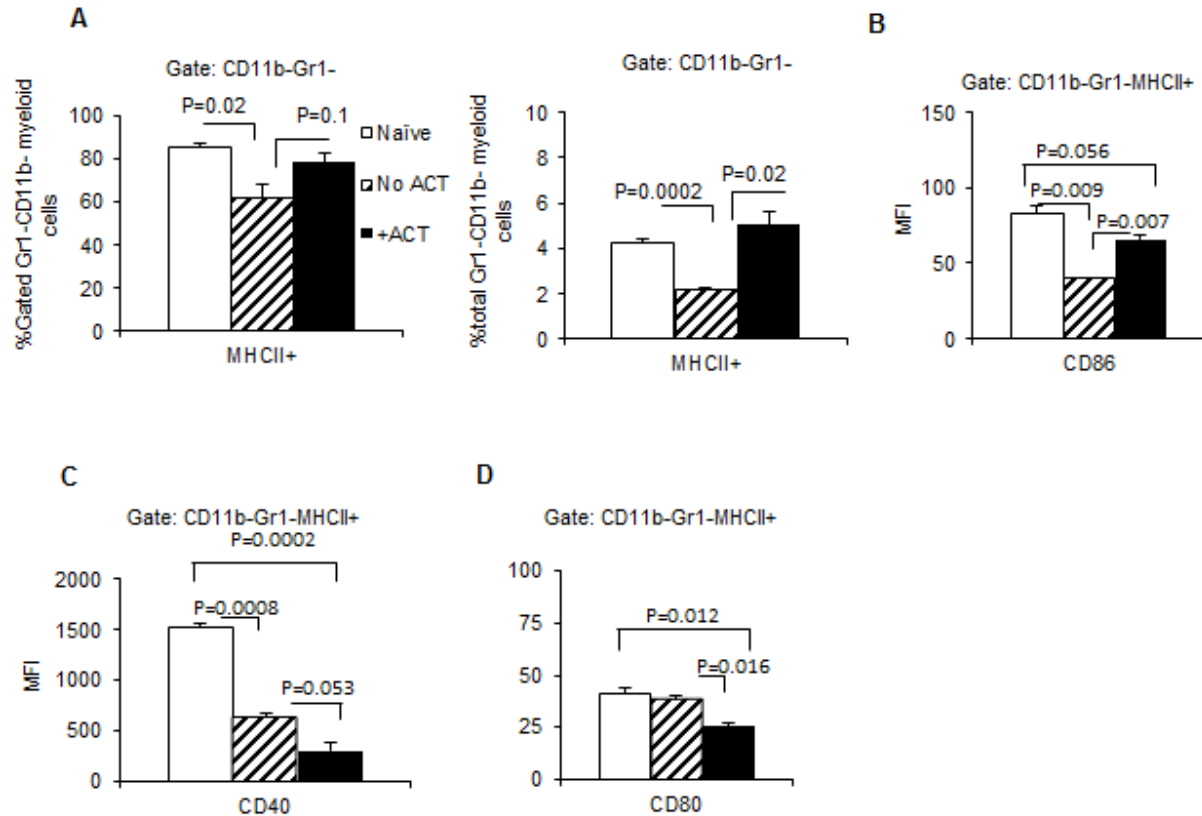 A
Gate: CD11b-Gr1-
P=0.02
P=0.1
100
80
60
40
20
0
%Gated Gr1-CD11b- myeloid
cells
MHCII+
Naïve
No ACT
+ACT
Gate: CD11b-Gr1-
P=0.0002
P=0.02
10
8
6
4
2
0
%total Gr1-CD11b- myeloid
cells
MHCII+
B
Gate: CD11b-Gr1-MHCII+
P=0.056
P=0.009
P=0.007
150
100
50
0
MFI
CD86
C
Gate: CD11b-Gr1-MHCII+
P=0.0002
P=0.0008
P=0.053
2000
1500
1000
500
0
MFI
CD40
D
Gate: CD11b-Gr1-MHCII+
P=0.012
P=0.016
100
75
50
25
0
CD80